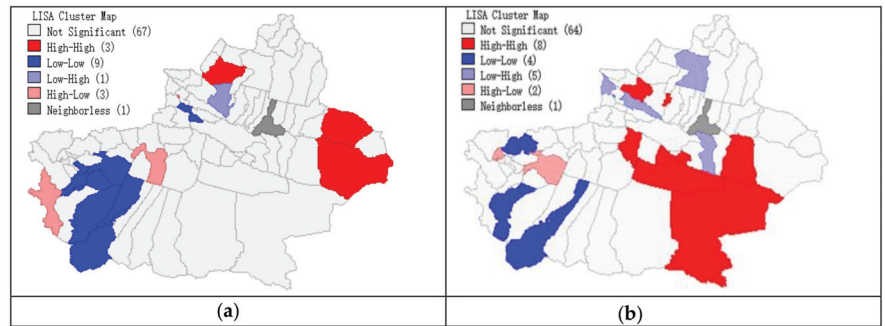 LISA Cluster Map
Not Significant (67)
High-High (3)
Low-Low (9)
Low-High (1)
High-Low (3)
Neighborless (1)
(a)
LISA Cluster Map
Not Significant (64)
High-High (8)
Low-Low (4)
Low-High (5)
High-Low (2)
Neighborless (1)
(b)